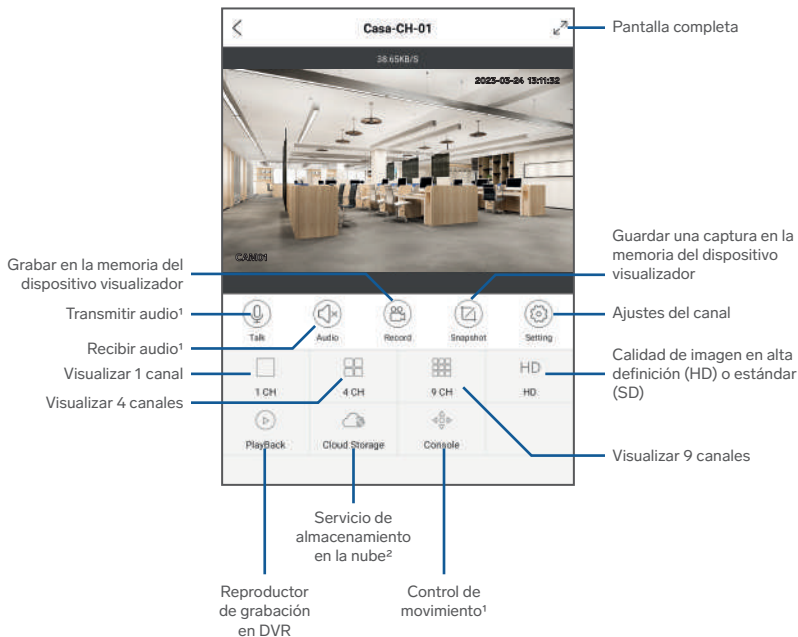 Casa-CH-01
Pantalla completa
38.65KB/S
2023-03-24 13:11:32
CAM01
Guardar una captura en la
memoria del dispositivo
visualizador
Grabar en la memoria del
dispositivo visualizador
Transmitir audio¹
Recibir audio¹
Visualizar 1 canal
Visualizar 4 canales
Talk
Audio
Record
Snapshot
Setting
Ajustes del canal
Calidad de imagen en alta
definición (HD) o estándar
(SD)
HD
1 CH
4 CH
9 CH
HD
PlayBack
Cloud Storage
Console
Visualizar 9 canales
Servicio de
almacenamiento
en la nube²
Reproductor
de grabación
en DVR
Control de
movimiento¹